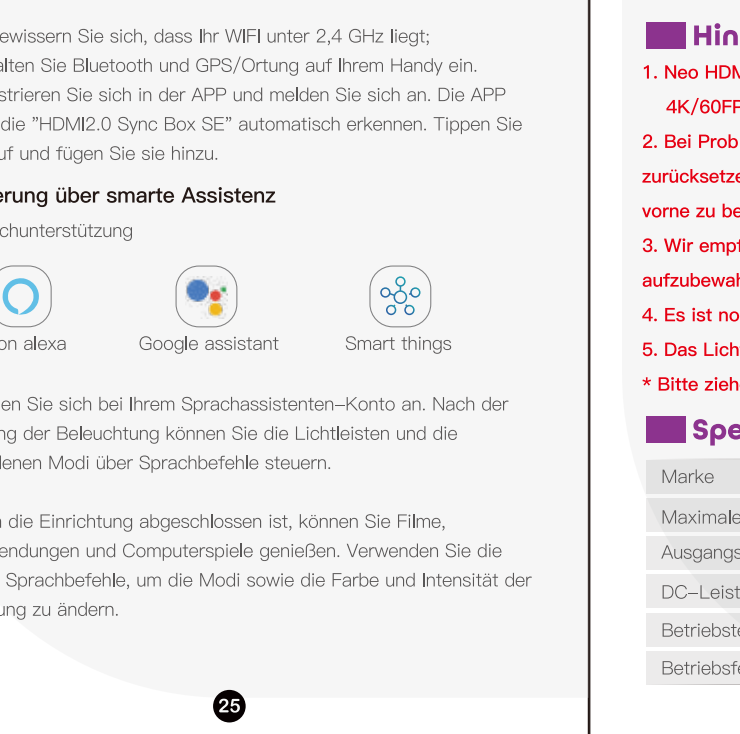 ewissern Sie sich, dass Ihr WIFI unter 2,4 GHz liegt;
alten Sie Bluetooth und GPS/Ortung auf Ihrem Handy ein.
strieren Sie sich in der APP und melden Sie sich an. Die APP
die "HDMI2.0 Sync Box SE" automatisch erkennen. Tippen Sie
uf und fügen Sie sie hinzu.
erung über smarte Assistenz
chunterstützung
on alexa
Google assistant
Smart things
en Sie sich bei Ihrem Sprachassistenten-Konto an. Nach der
ng der Beleuchtung können Sie die Lichtleisten und die
denen Modi über Sprachbefehle steuern.
die Einrichtung abgeschlossen ist, können Sie Filme,
endungen und Computerspiele genießen. Verwenden Sie die
Sprachbefehle, um die Modi sowie die Farbe und Intensität der
ung zu ändern.
25
Hin
1. Neo HDM
4K/60FP
2. Bei Prob
zurücksetze
vorne zu be
3. Wir empf
aufzubewah
4. Es ist no
5. Das Lich
* Bitte zieh
Spe
Marke
Maximale
Ausgangs
DC-Leist
Betriebste
Betriebsfe